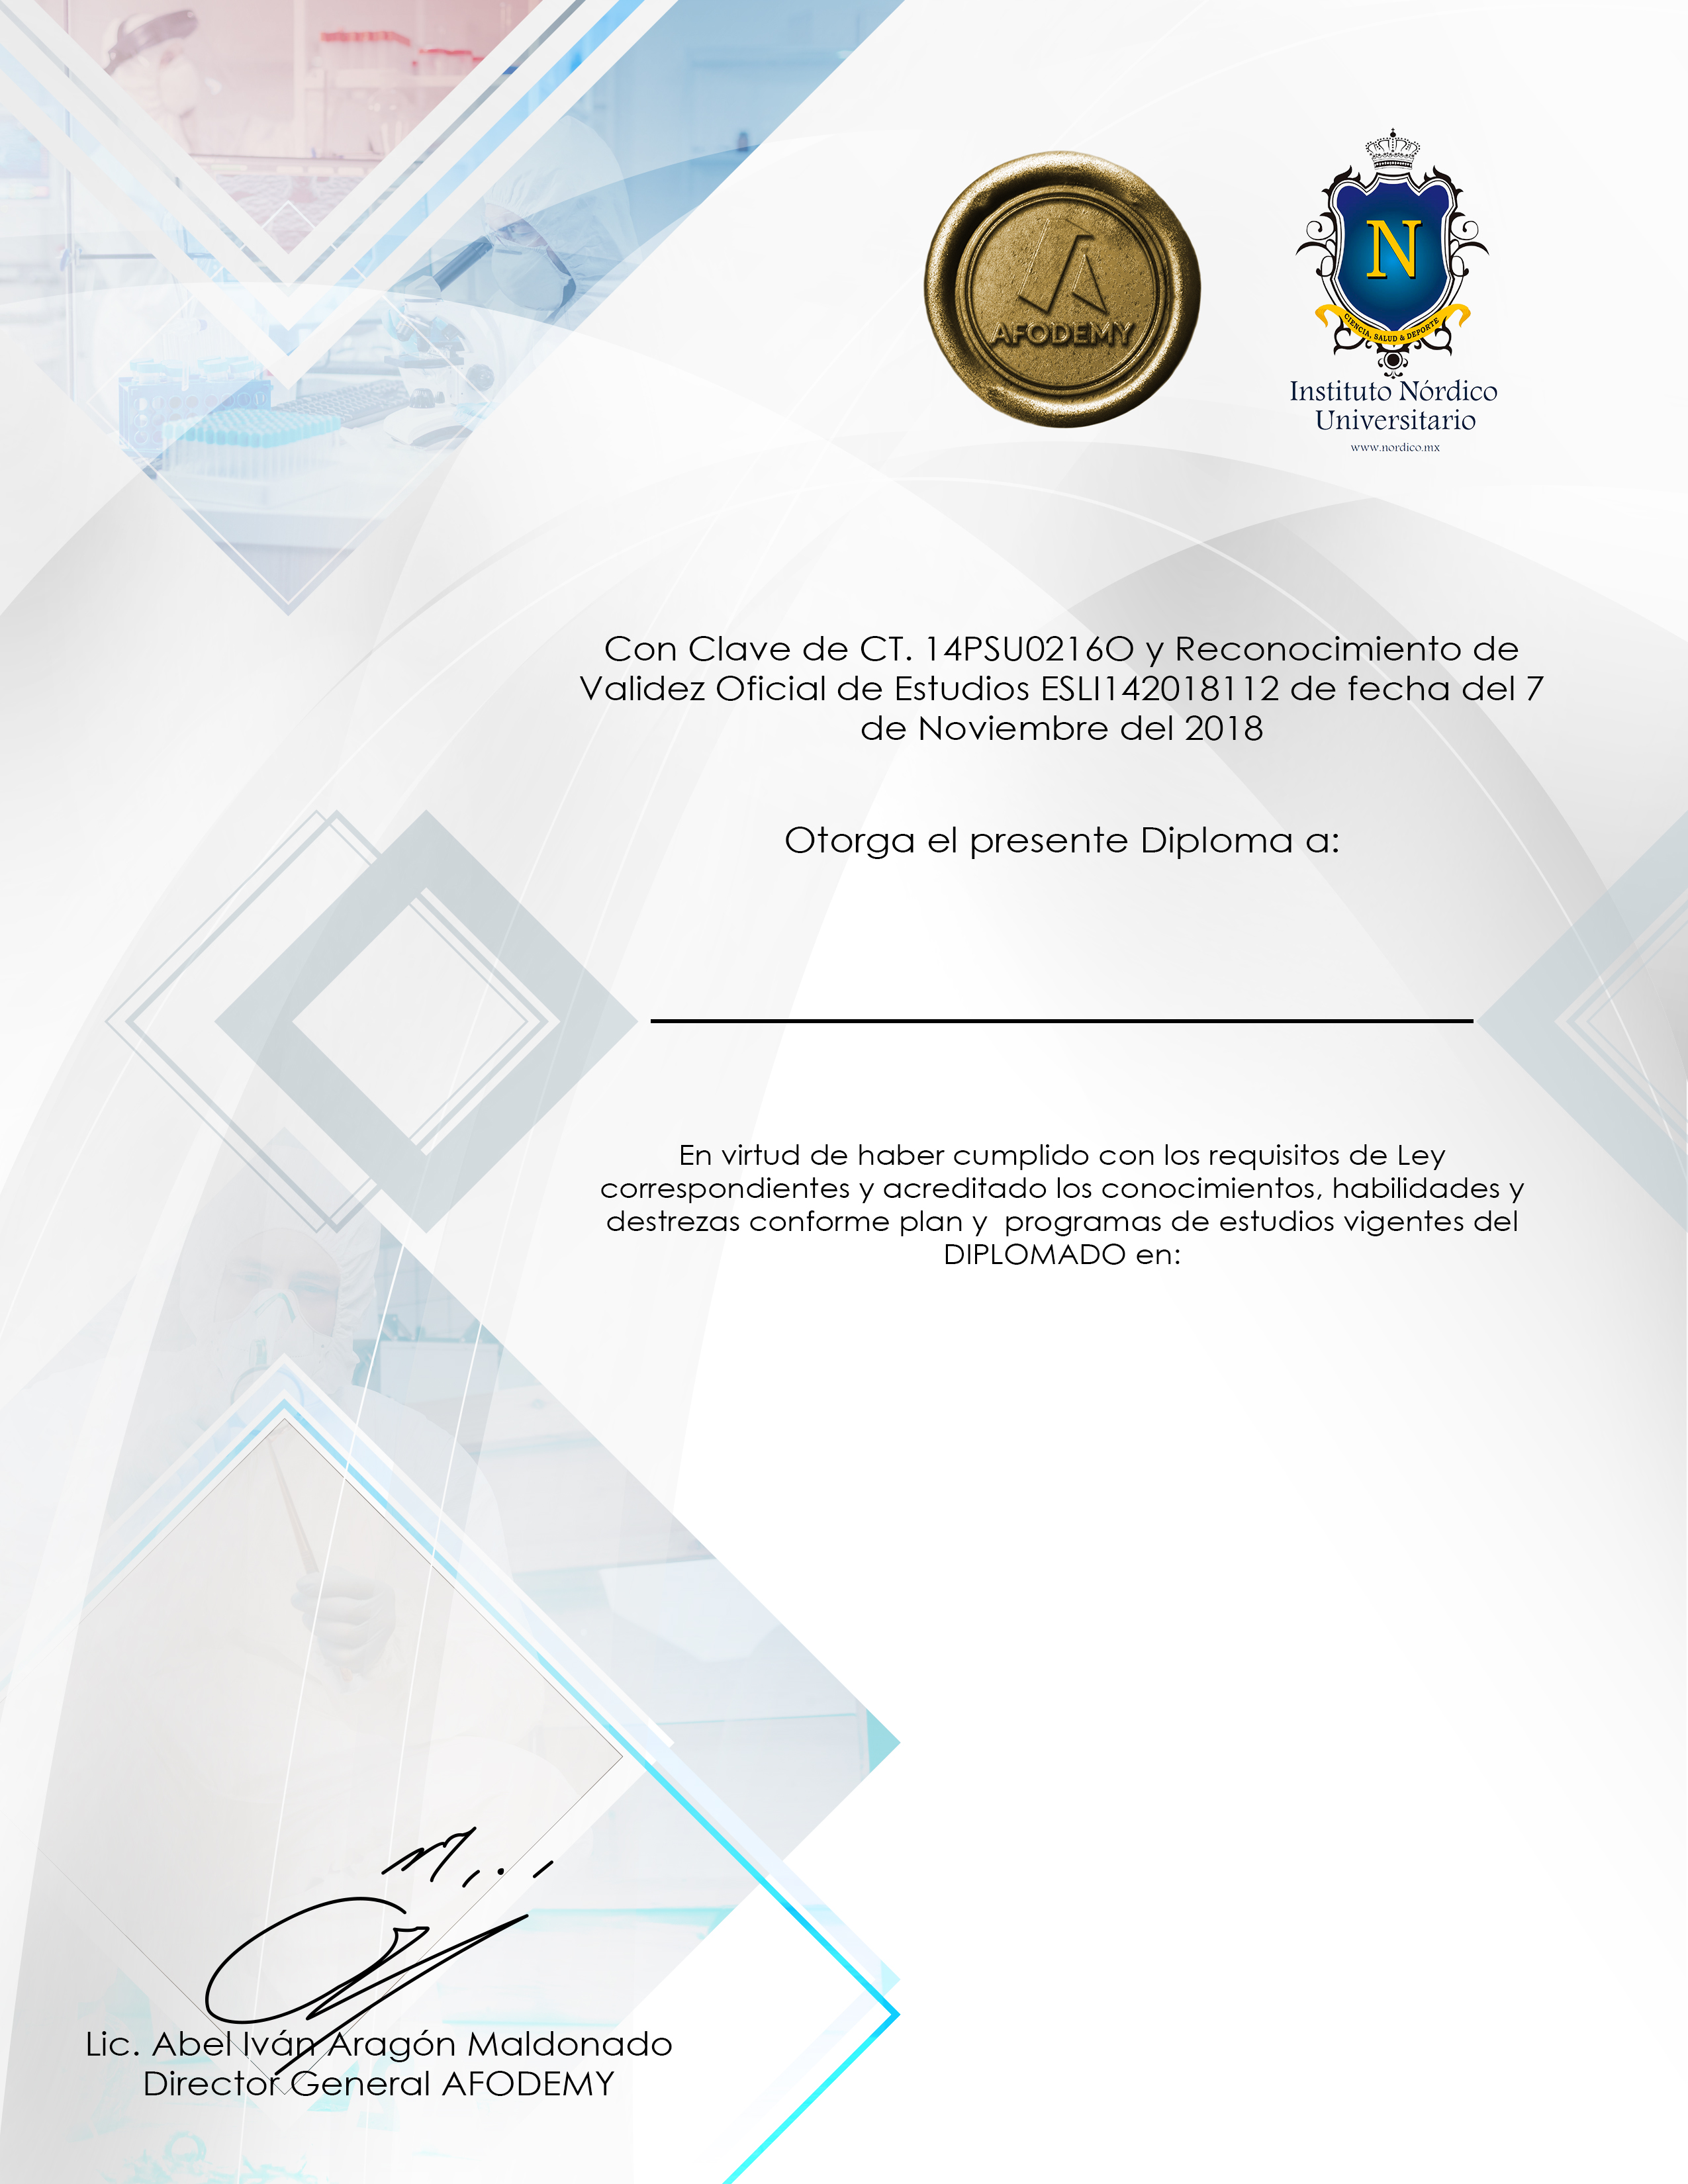 AFODEMY
N
CIENCIA, SALUD & DEPORTE
Instituto Nórdico
Universitario
www.nordico.mx
Con Clave de CT. 14PSU0216O y Reconocimiento de
Validez Oficial de Estudios ESLI142018112 de fecha del 7
de Noviembre del 2018
Otorga el presente Diploma a:
En virtud de haber cumplido con los requisitos de Ley
correspondientes y acreditado los conocimientos, habilidades y
destrezas conforme plan y  programas de estudios vigentes del
DIPLOMADO en:
Lic. Abel Iván Aragón Maldonado
Director General AFODEMY